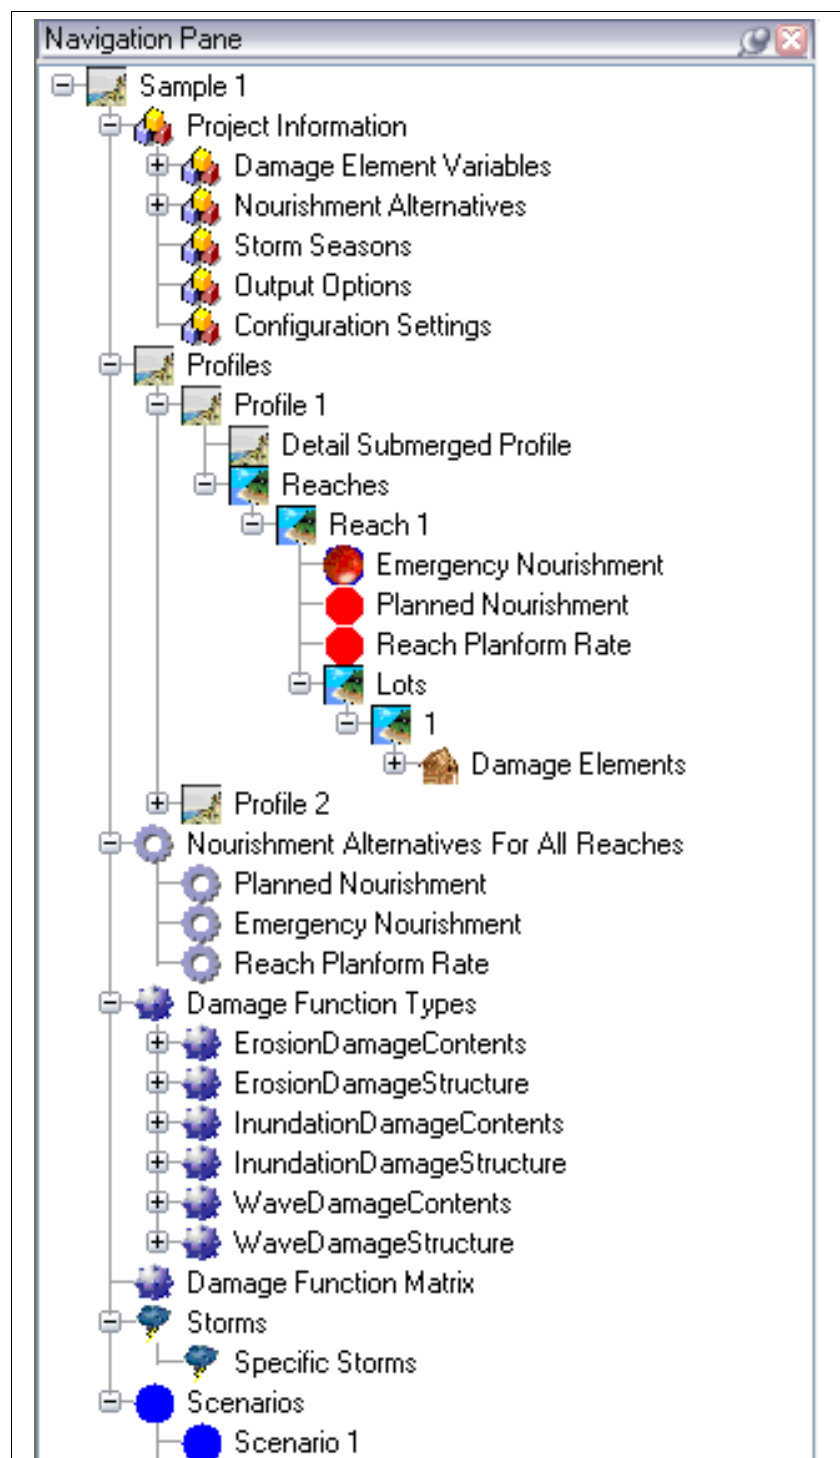 Navigation Pane
Sample 1
Project Information
Damage Element Variables
Nourishment Alternatives
Storm Seasons
Output Options
Configuration Settings
Profiles
Profile 1
Detail Submerged Profile
Reaches
Reach 1
Emergency Nourishment
Planned Nourishment
Reach Planform Rate
Lots
1
Damage Elements
Profile 2
Nourishment Alternatives For All Reaches
Planned Nourishment
Emergency Nourishment
Reach Planform Rate
Damage Function Types
ErosionDamageContents
ErosionDamageStructure
InundationDamageContents
InundationDamageStructure
WaveDamageContents
WaveDamageStructure
Damage Function Matrix
Storms
Specific Storms
Scenarios
Scenario 1